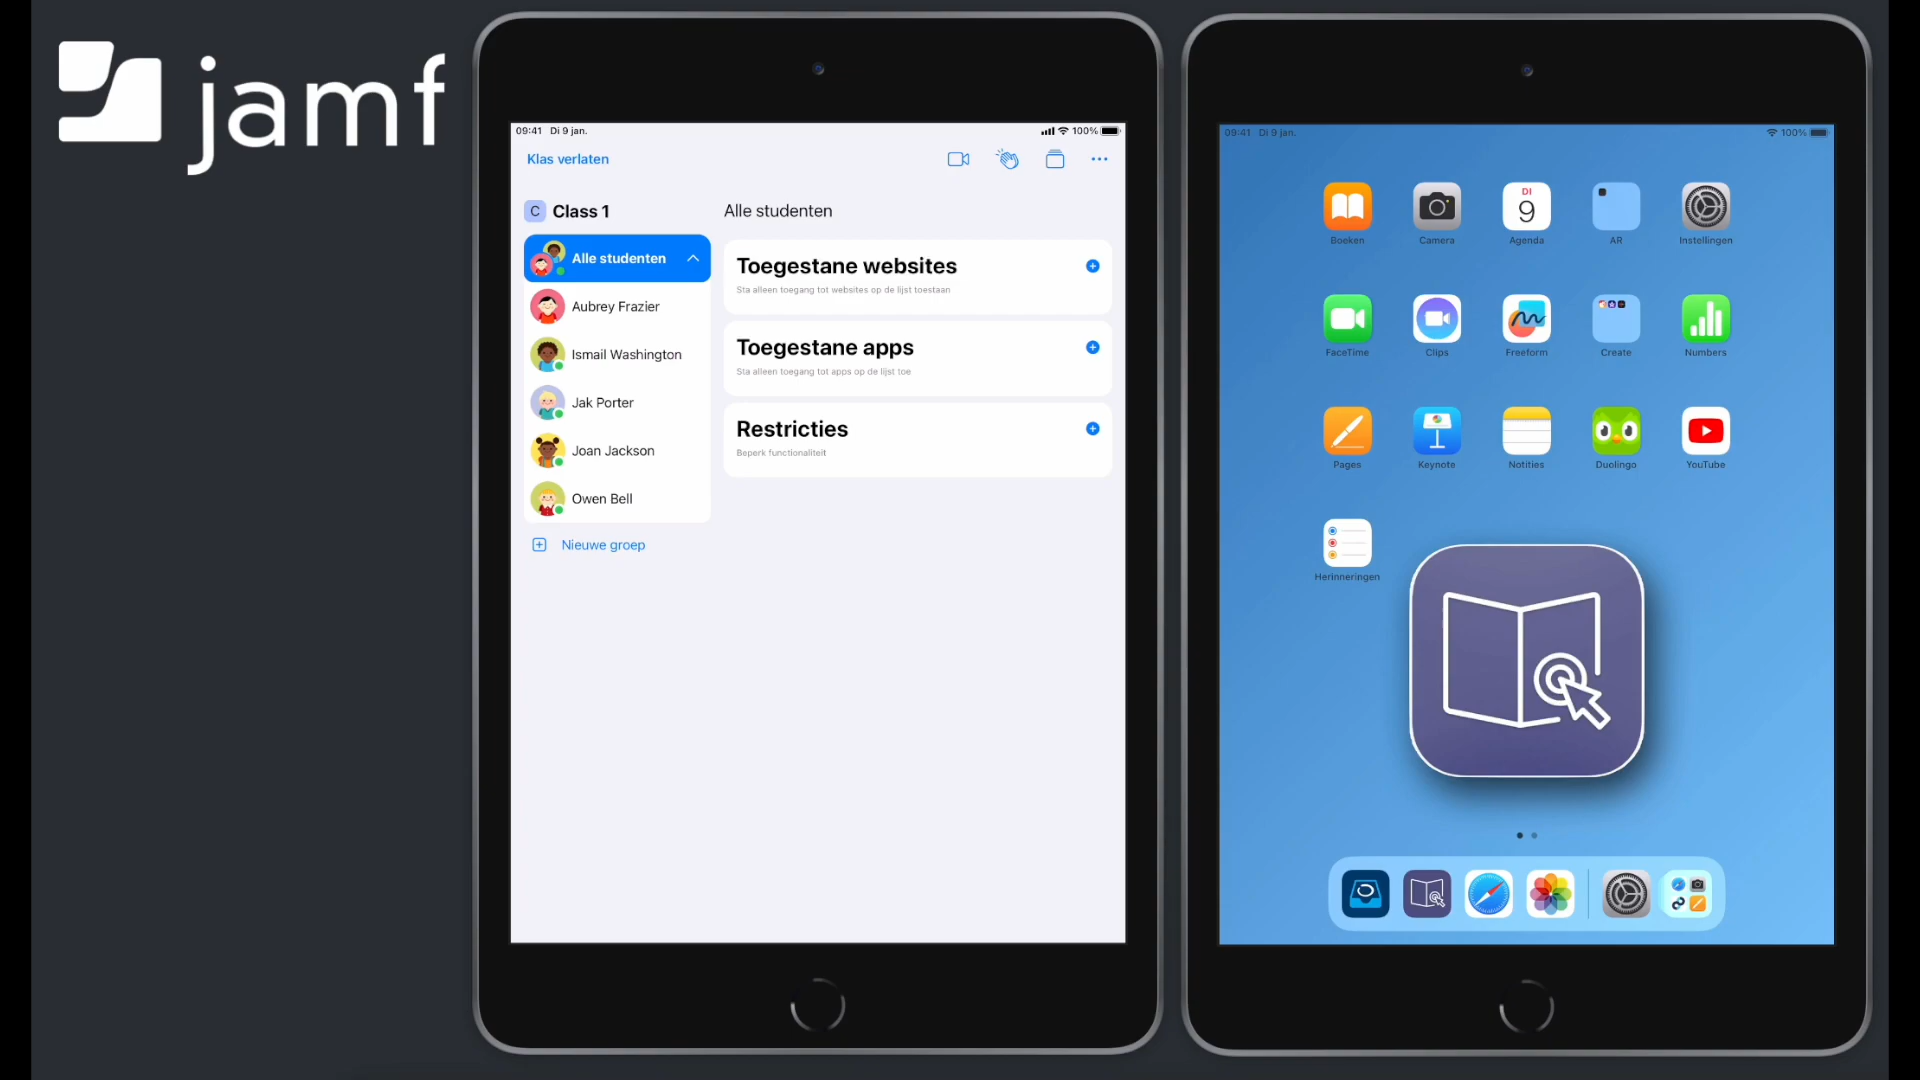 jamf
09:41 Di 9 jan.
100%
Klas verlaten
C Class 1
Alle studenten
Aubrey Frazier
Ismail Washington
Jak Porter
Joan Jackson
Owen Bell
Nieuwe groep
Alle studenten
Toegestane websites
Sta alleen toegang tot websites op de lijst toestaan
Toegestane apps
Sta alleen toegang tot apps op de lijst toe
Restricties
Beperk functionaliteit
09:41 Di 9 jan.
100%
DI
9
Boeken Camera Agenda AR Instellingen
FaceTime Clips Freeform Create Numbers
Pages Keynote Notities Duolingo YouTube
Herinneringen